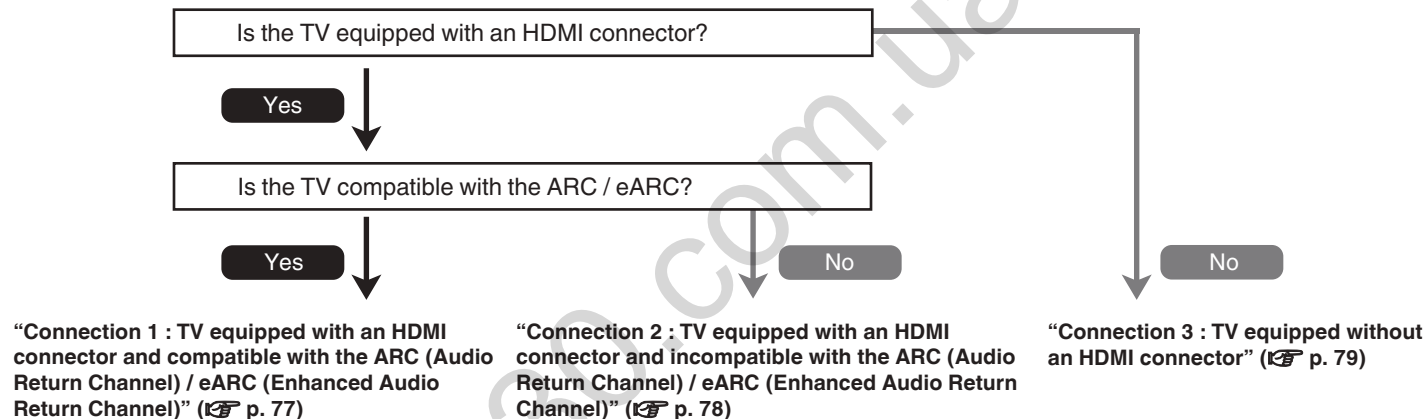 Is the TV equipped with an HDMI connector?
Yes
Is the TV compatible with the ARC / eARC?
Yes
No
No
“Connection 1 : TV equipped with an HDMI
connector and compatible with the ARC (Audio
Return Channel) / eARC (Enhanced Audio
Return Channel)” (☞ p. 77)
“Connection 2 : TV equipped with an HDMI
connector and incompatible with the ARC (Audio
Return Channel) / eARC (Enhanced Audio Return
Channel)” (☞ p. 78)
“Connection 3 : TV equipped without
an HDMI connector” (☞ p. 79)
30.com.ua